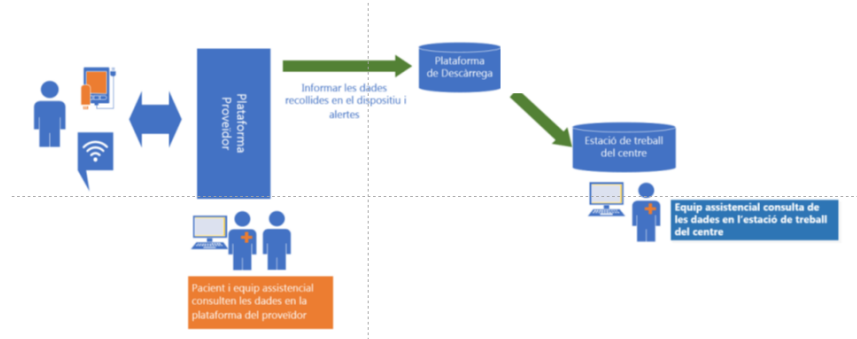 Plataforma
Proveïdor
Informar les dades
recollides en el dispositiu i
alertes
Plataforma
de Descàrrega
Estació de treball
del centre
Equip assistencial consulta de
les dades en l'estació de treball
del centre
Pacient i equip assistencial
consulten les dades en la
plataforma del proveïdor